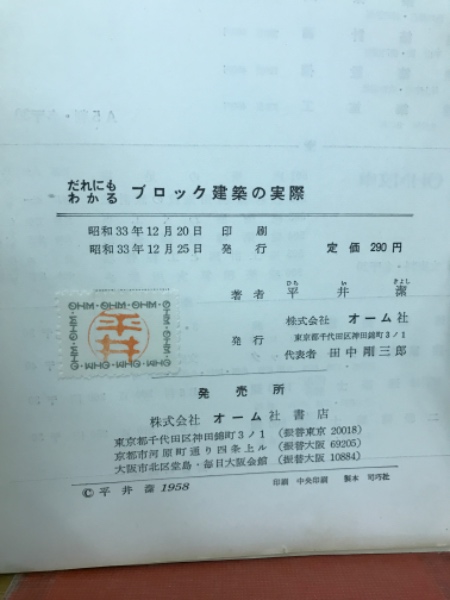 だれにも
わかる ブロック建築の実際
昭和33年12月20日 印刷
昭和33年12月25日 発行 定価 290円
著者 平井潔
ひらい きよし
平井
OHM
株式会社 オーム社
発行 東京都千代田区神田錦町3ノ1
代表者 田中剛三郎
発売所
株式会社 オーム社書店
東京都千代田区神田錦町3ノ1 (振替東京 20018)
京都市河原町通り四条上ル (振替大阪 69205)
大阪市北区堂島・毎日大阪会館 (振替大阪 10884)
© 平井潔 1958 印刷 中央印刷 製本 司巧社